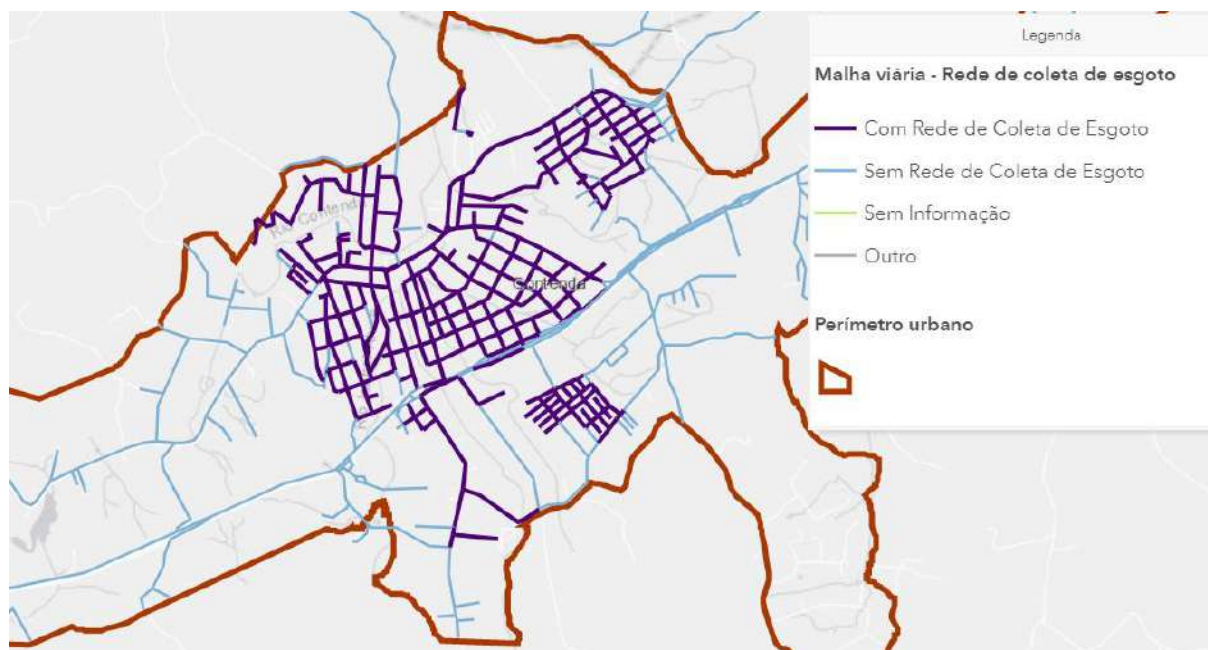 Legenda
Malha viária - Rede de coleta de esgoto
Com Rede de Coleta de Esgoto
Sem Rede de Coleta de Esgoto
Sem Informação
Outro
Perímetro urbano
Contenda
Contenda